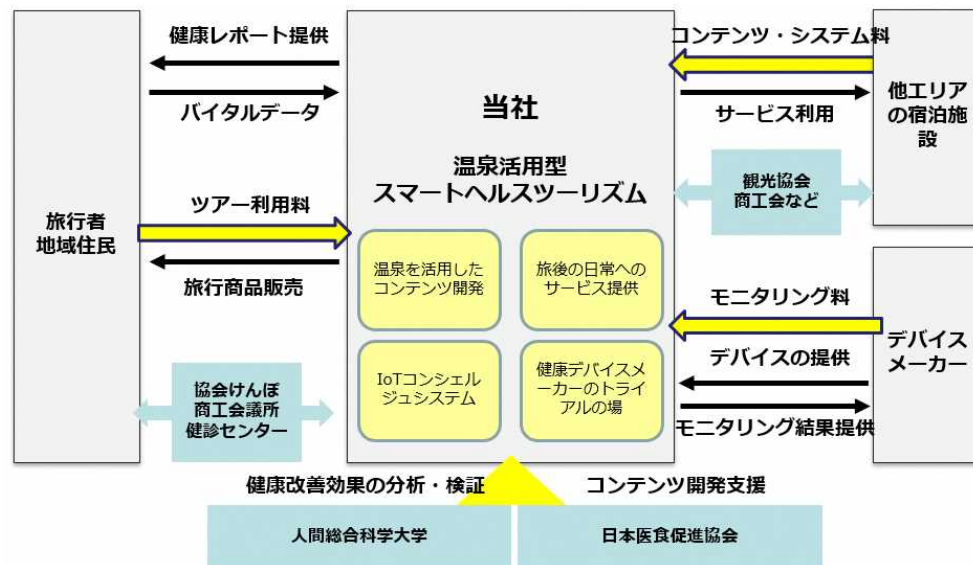 健康レポート提供
バイタルデータ
旅行者
地域住民
ツアー利用料
旅行商品販売
協会けんぽ
商工会議所
健診センター
当社
温泉活用型
スマートヘルスツーリズム
温泉を活用した
コンテンツ開発
旅後の日常への
サービス提供
IoTコンシェル
ジュシステム
健康デバイスメ
ーカーのトライ
アルの場
コンテンツ・システム料
サービス利用
他エリア
の宿泊施
設
観光協会
商工会など
モニタリング料
デバイスの提供
モニタリング結果提供
デバイス
メーカー
健康改善効果の分析・検証
コンテンツ開発支援
人間総合科学大学
日本医食促進協会